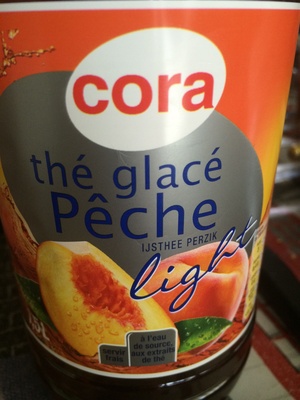 cora
thé glacé
Pêche
IJSTHEE PERZIK
light
servir
frais
à l'eau
de source,
aux extraits
de thé